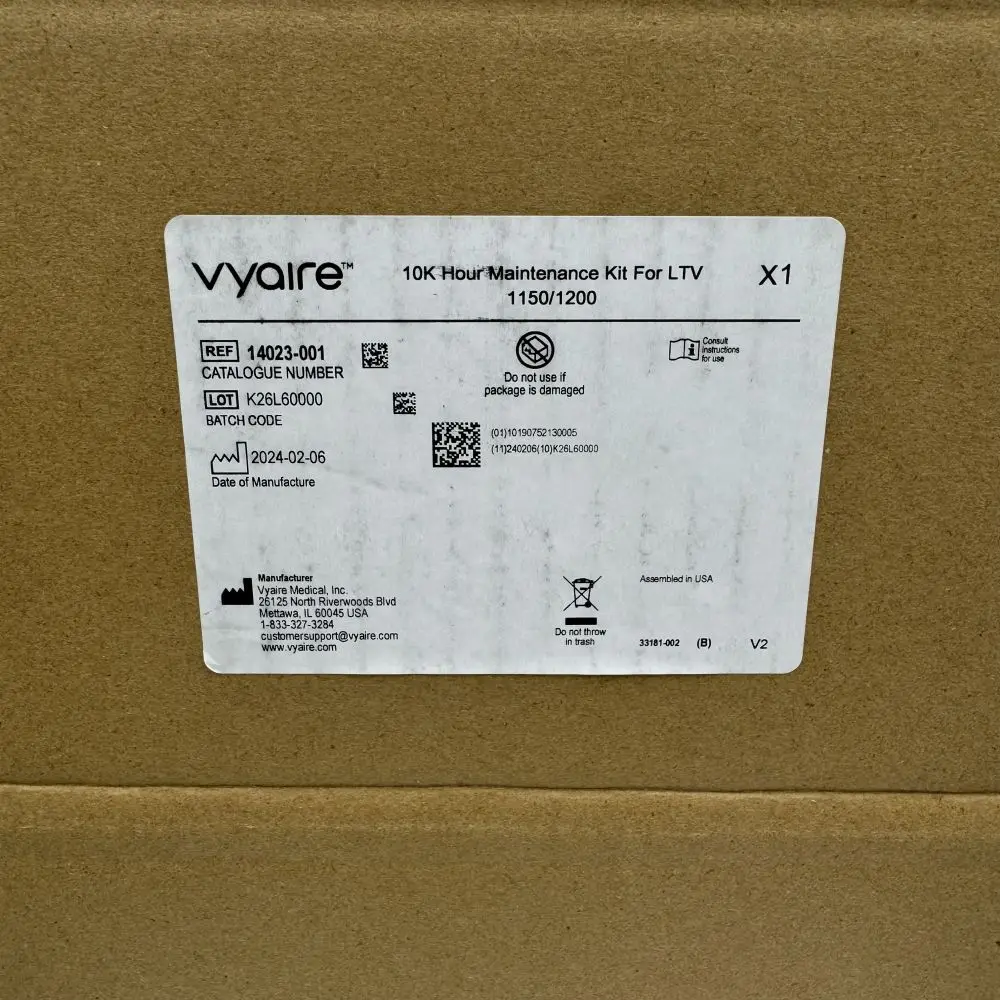 vyaire™
10K Hour Maintenance Kit For LTV
1150/1200
X1
REF 14023-001
CATALOGUE NUMBER
LOT K26L60000
BATCH CODE
2024-02-06
Date of Manufacture
Do not use if
package is damaged
Consult
instructions
for use
(01)10190752130005
(11)240206(10)K26L60000
Manufacturer
Vyaire Medical, Inc.
26125 North Riverwoods Blvd
Mettawa, IL 60045 USA
1-833-327-3284
customersupport@vyaire.com
www.vyaire.com
Do not throw
in trash
Assembled in USA
33181-002 (B) V2